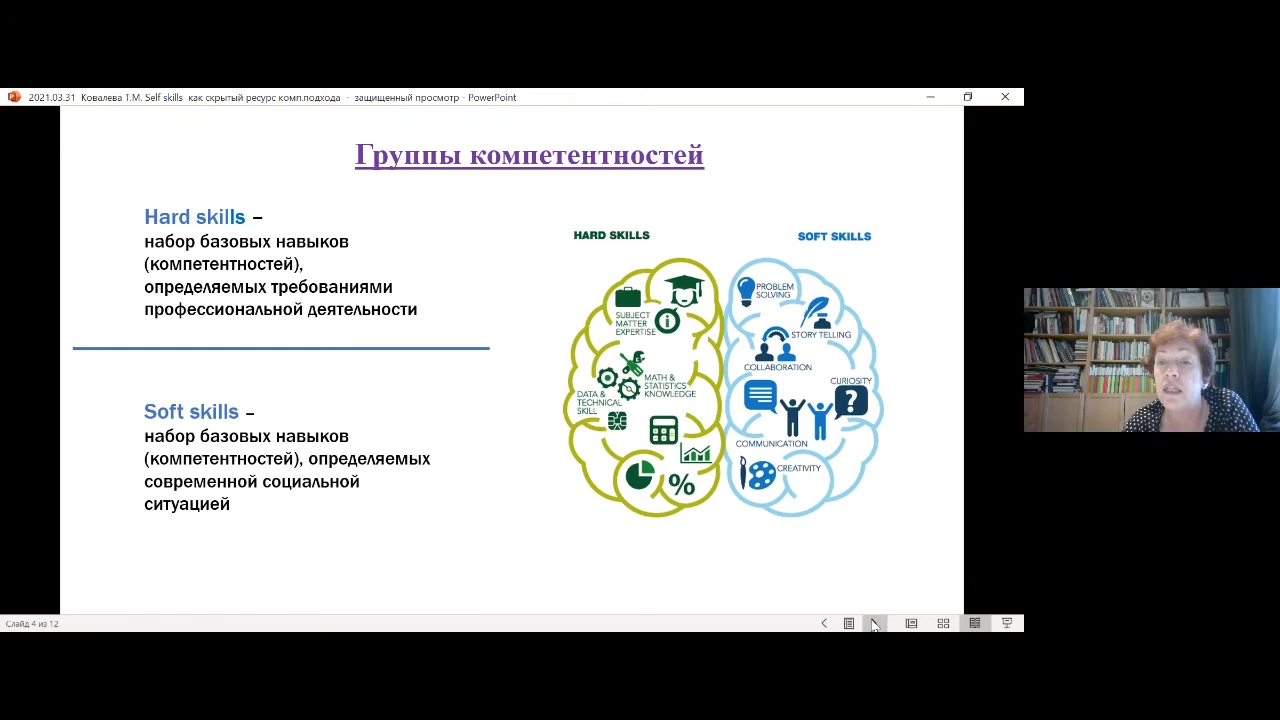 2021.03.31 Ковалева Т.М. Self skills как скрытый ресурс комп.подхода - защищенный просмотр - PowerPoint
Группы компетентностей
Hard skills –
набор базовых навыков
(компетентностей),
определяемых требованиями
профессиональной деятельности
Soft skills –
набор базовых навыков
(компетентностей), определяемых
современной социальной
ситуацией
HARD SKILLS
SUBJECT
MATTER
EXPERTISE
MATH &
STATISTICS
KNOWLEDGE
DATA &
TECHNICAL
SKILL
%
SOFT SKILLS
PROBLEM
SOLVING
STORY TELLING
COLLABORATION
CURIOSITY
?
COMMUNICATION
CREATIVITY
Слайд 4 из 12